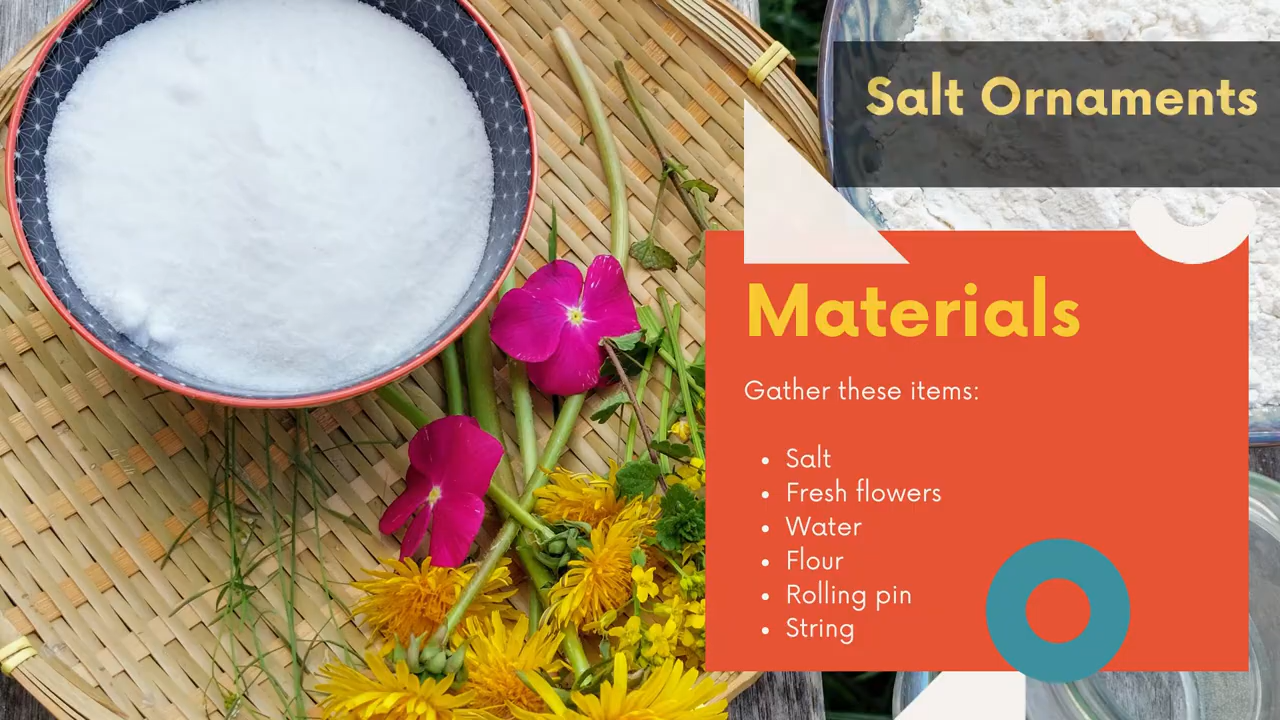 Salt Ornaments
Materials
Gather these items:
• Salt
• Fresh flowers
• Water
• Flour
• Rolling pin
• String